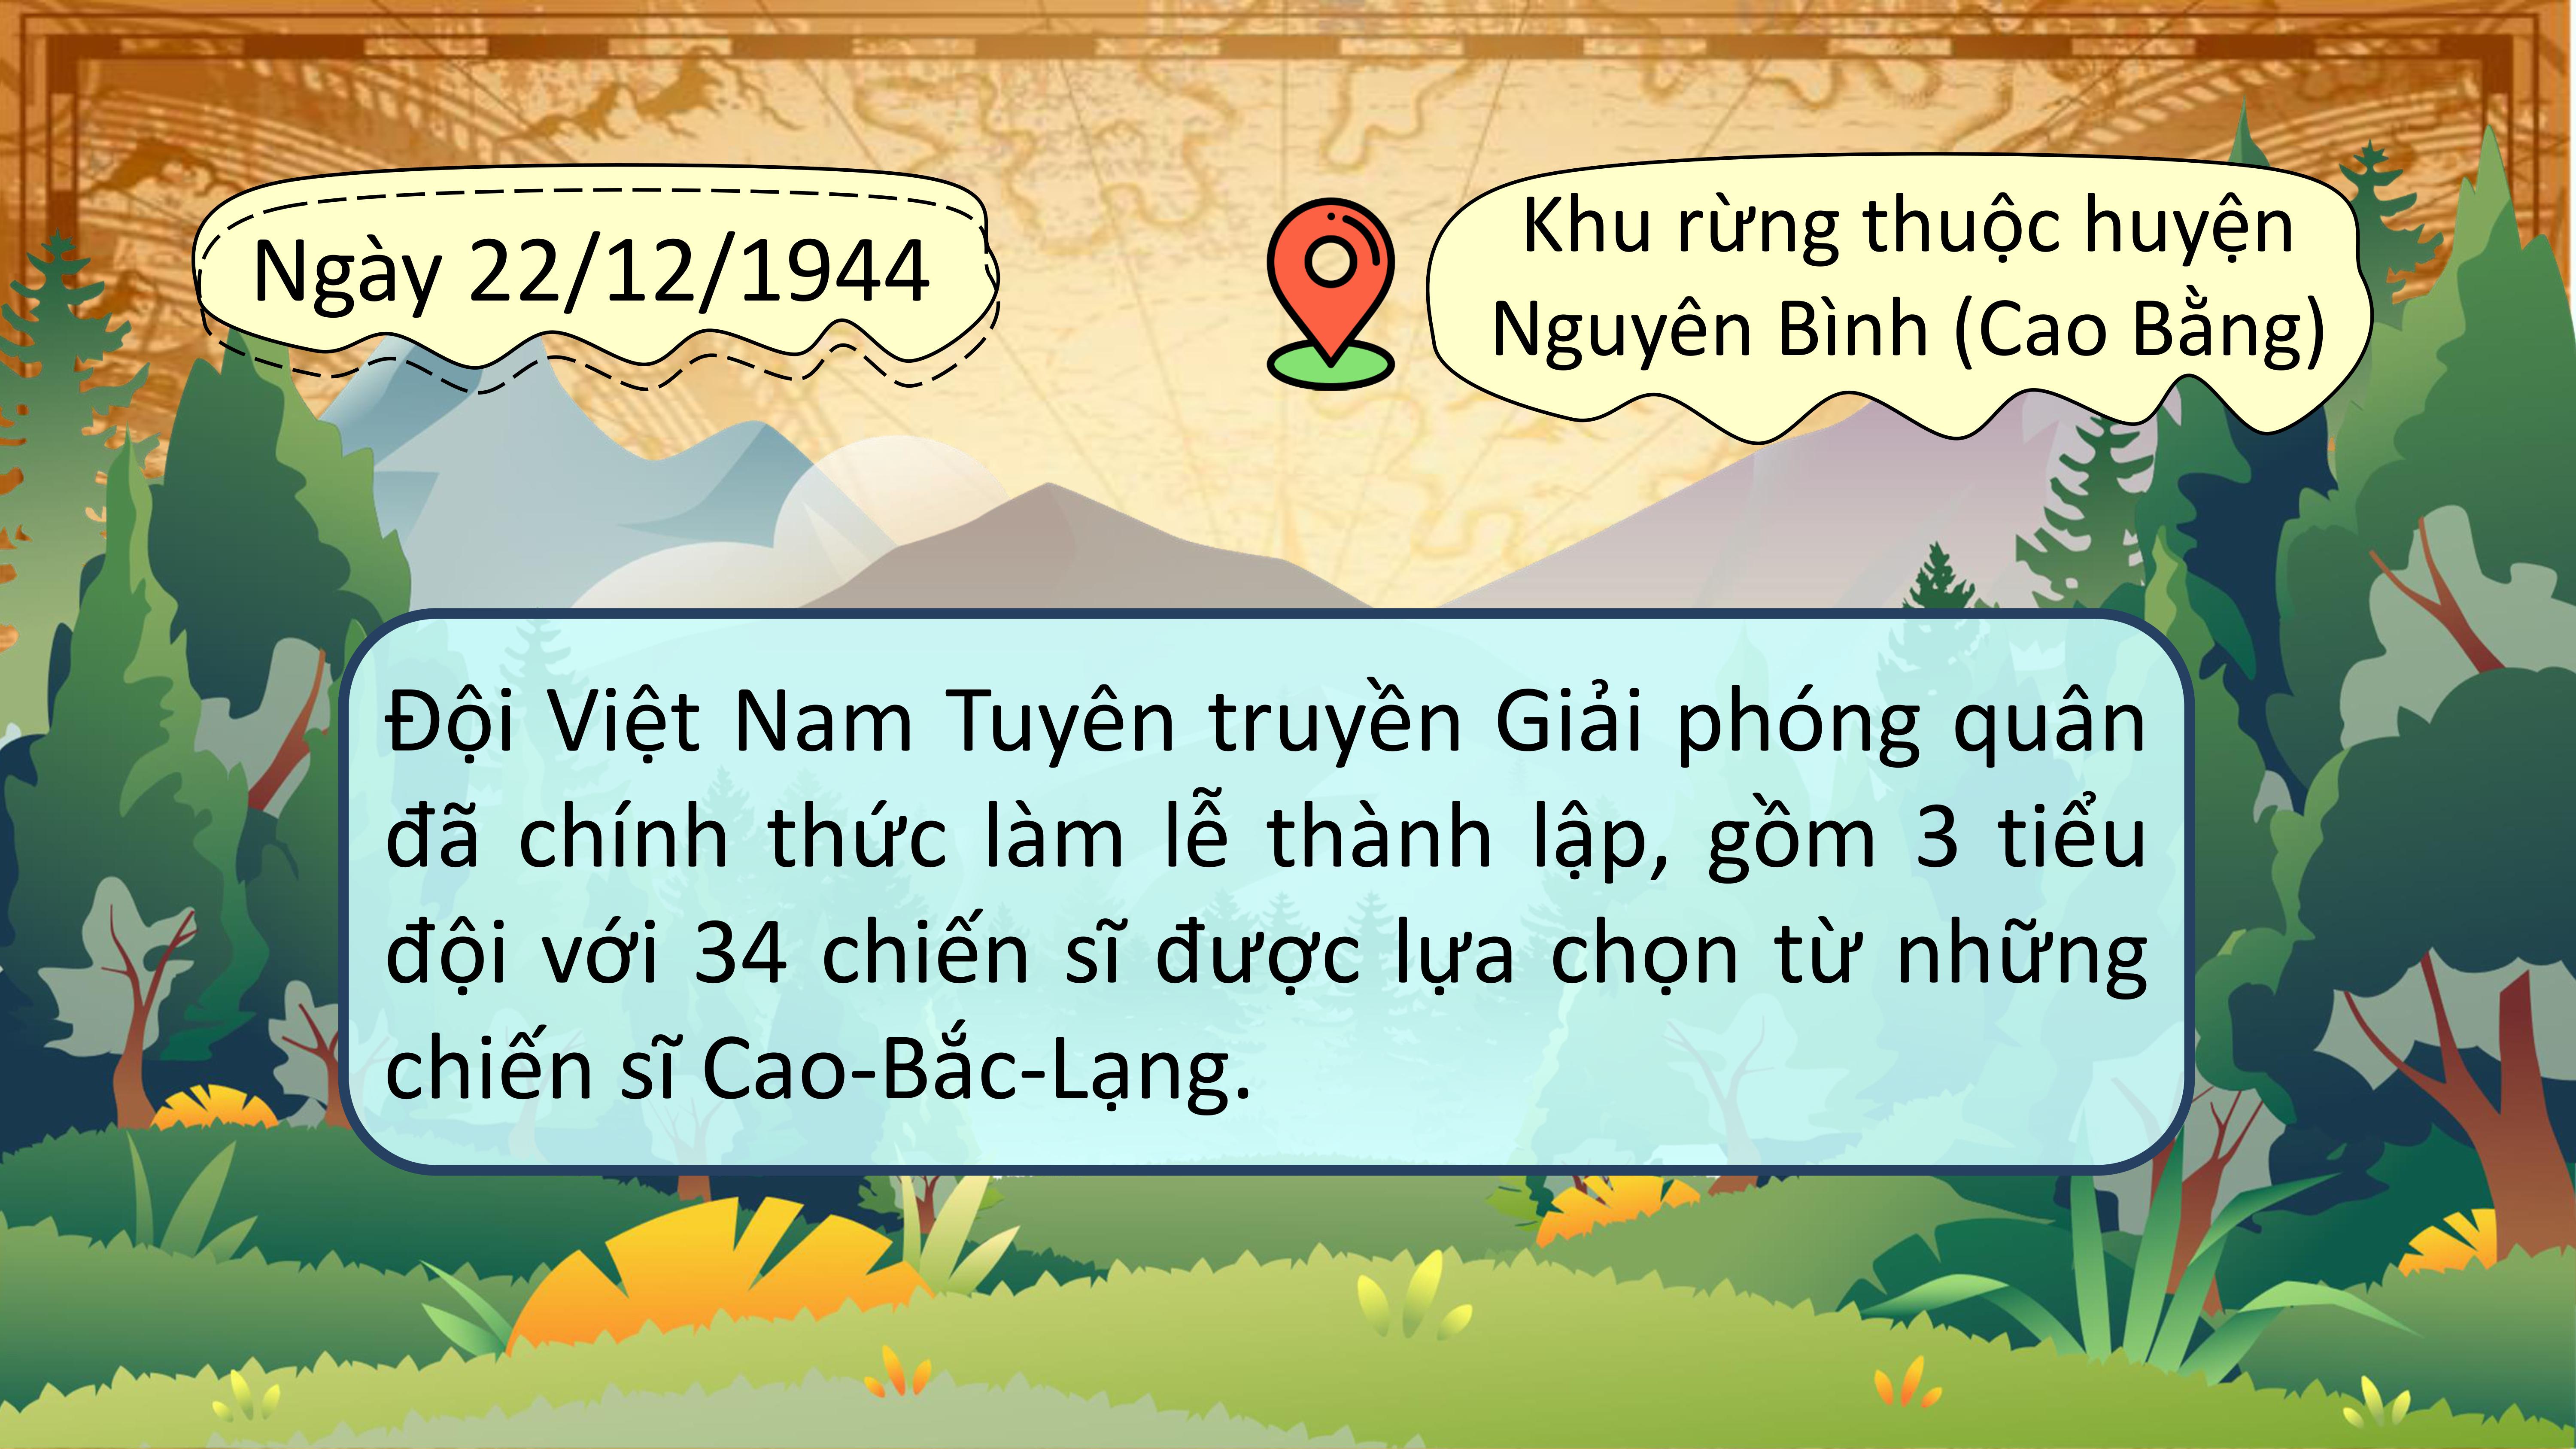 Ngày 22/12/1944
Khu rừng thuộc huyện
Nguyên Bình (Cao Bằng)
Đội Việt Nam Tuyên truyền Giải phóng quân
đã chính thức làm lễ thành lập, gồm 3 tiểu
đội với 34 chiến sĩ được lựa chọn từ những
chiến sĩ Cao-Bắc-Lạng.